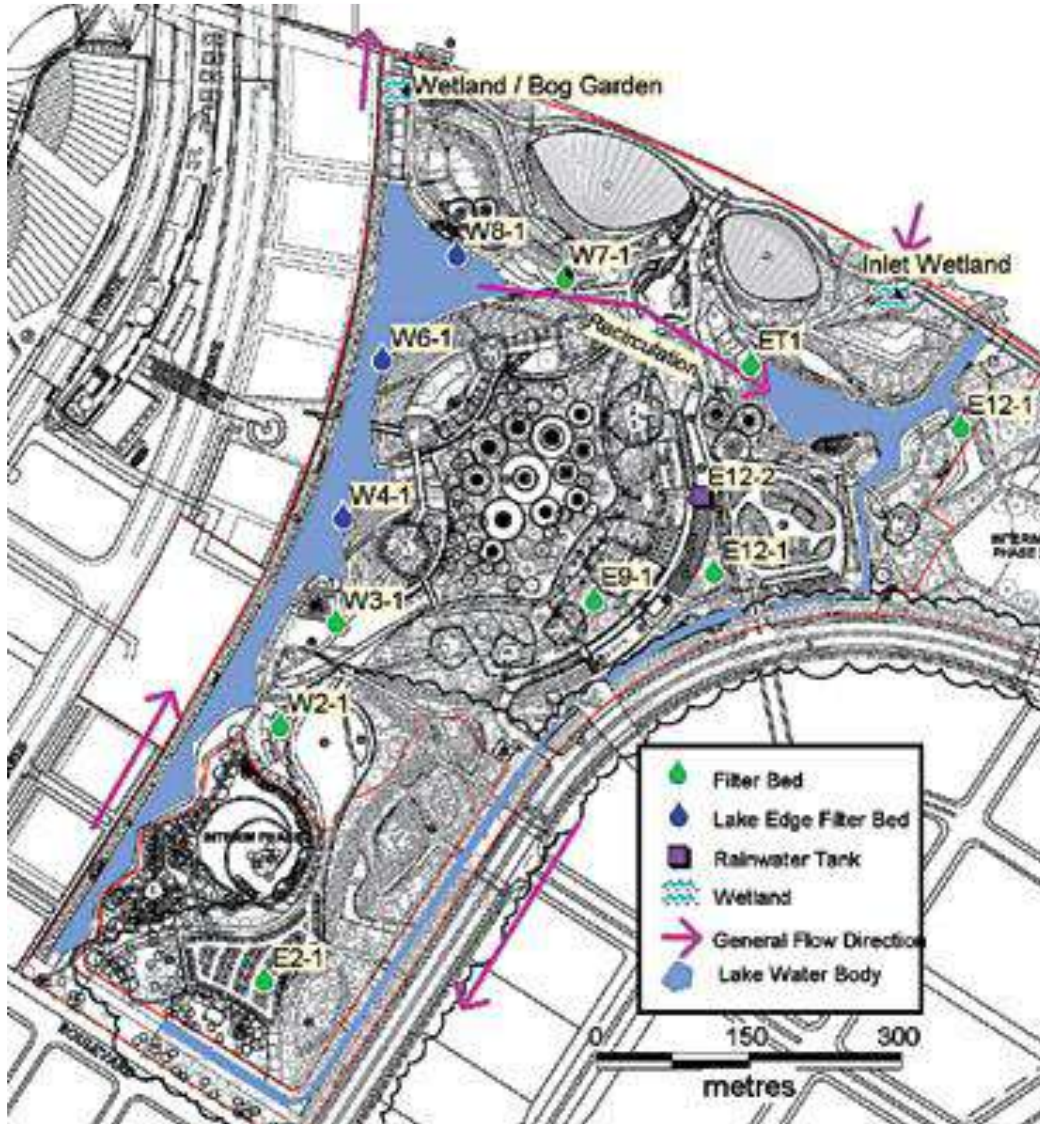 Wetland / Bog Garden
W8-1
W7-1
Inlet Wetland
W6-1
Recirculation
ET1
E12-1
W4-1
E12-2
E12-1
E9-1
W3-1
W2-1
E2-1
Filter Bed
Lake Edge Filter Bed
Rainwater Tank
Wetland
General Flow Direction
Lake Water Body
0 150 300
metres